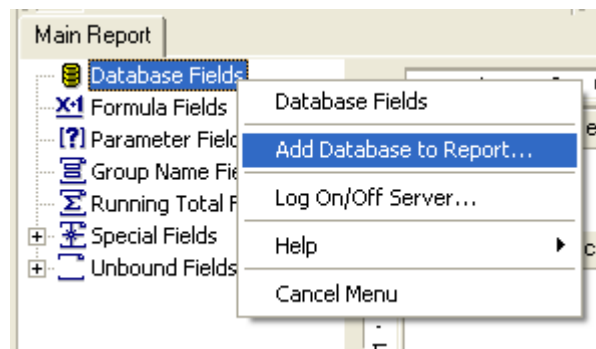 Main Report
Database Fields
Formula Fields
Parameter Field
Group Name Fie
Running Total F
Special Fields
Unbound Fields
Database Fields
Add Database to Report...
Log On/Off Server...
Help
Cancel Menu